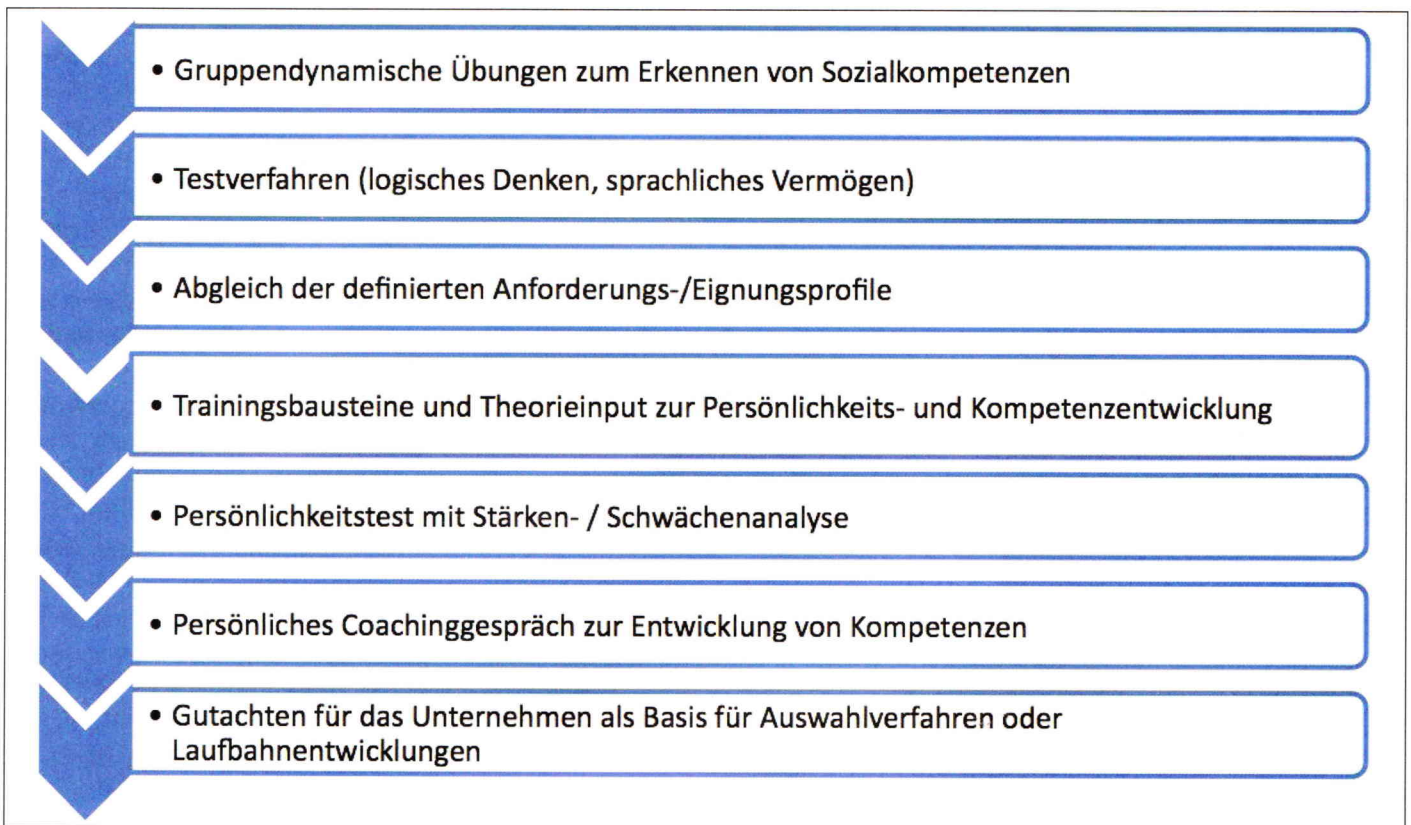 • Gruppendynamische Übungen zum Erkennen von Sozialkompetenzen
• Testverfahren (logisches Denken, sprachliches Vermögen)
• Abgleich der definierten Anforderungs-/Eignungsprofile
• Trainingsbausteine und Theorieinput zur Persönlichkeits- und Kompetenzentwicklung
• Persönlichkeitstest mit Stärken- / Schwächenanalyse
• Persönliches Coachinggespräch zur Entwicklung von Kompetenzen
• Gutachten für das Unternehmen als Basis für Auswahlverfahren oder
Laufbahnentwicklungen